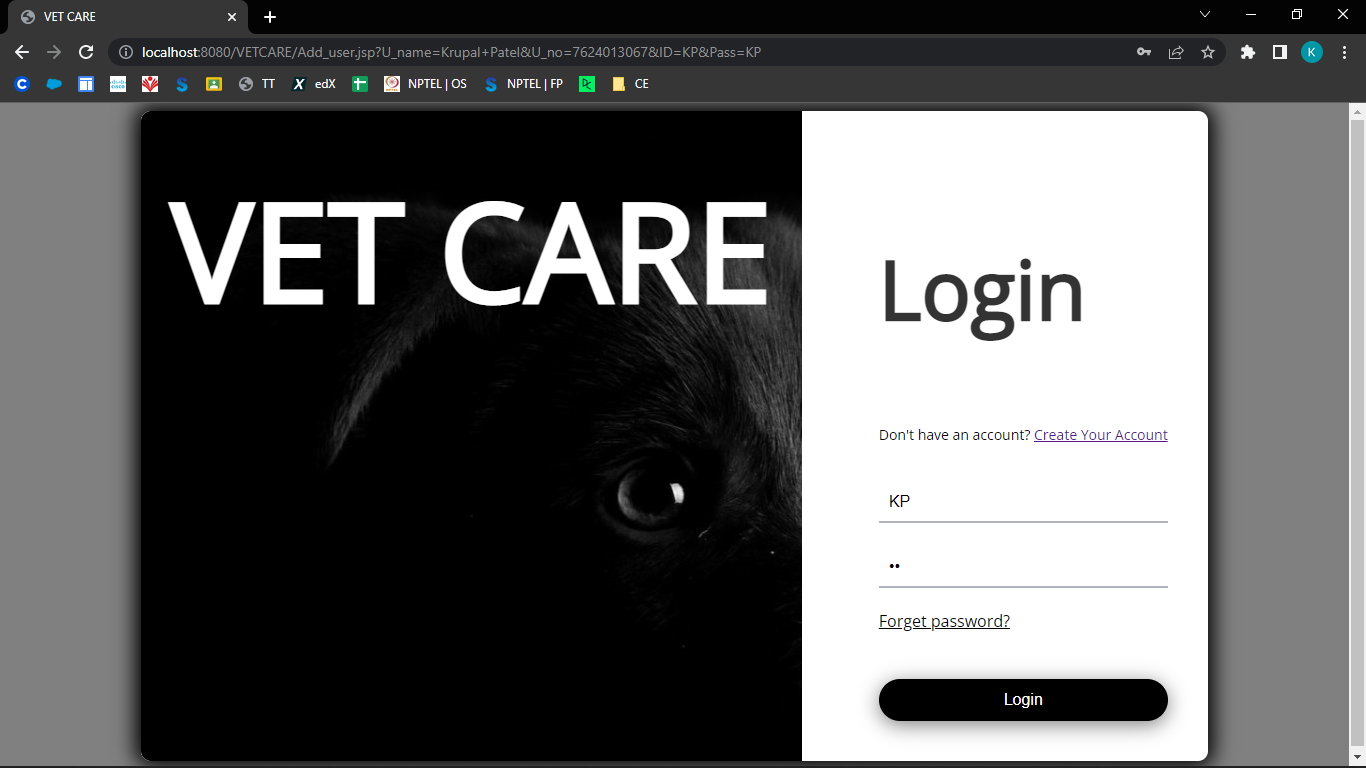 VET CARE
localhost:8080/VETCARE/Add_user.jsp?U_name=Krupal+Patel&U_no=7624013067&ID=KP&Pass=KP
K
TT
edX
NPTEL | OS
NPTEL | FP
CE
VET CARE
Login
Don't have an account? Create Your Account
KP
••
Forget password?
Login